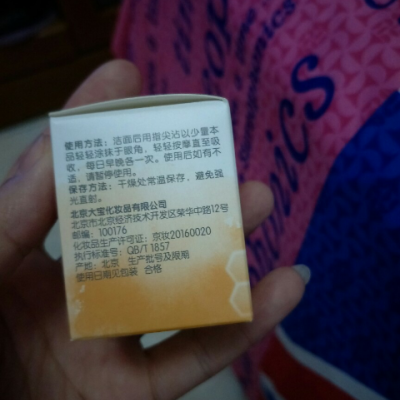 使用方法：洁面后用指尖沾以少量本
品轻轻涂抹于眼角，轻轻按摩直至吸
收，每日早晚各一次。使用后如有不
适，请暂停使用。
保存方法：干燥处常温保存，避免强
光直射。
北京大宝化妆品有限公司
北京市北京经济技术开发区荣华中路12号
邮编：100176
化妆品生产许可证：京妆20160020
执行标准号：QB/T 1857
产地：北京 生产批号及限期
使用日期见包装 合格
onics